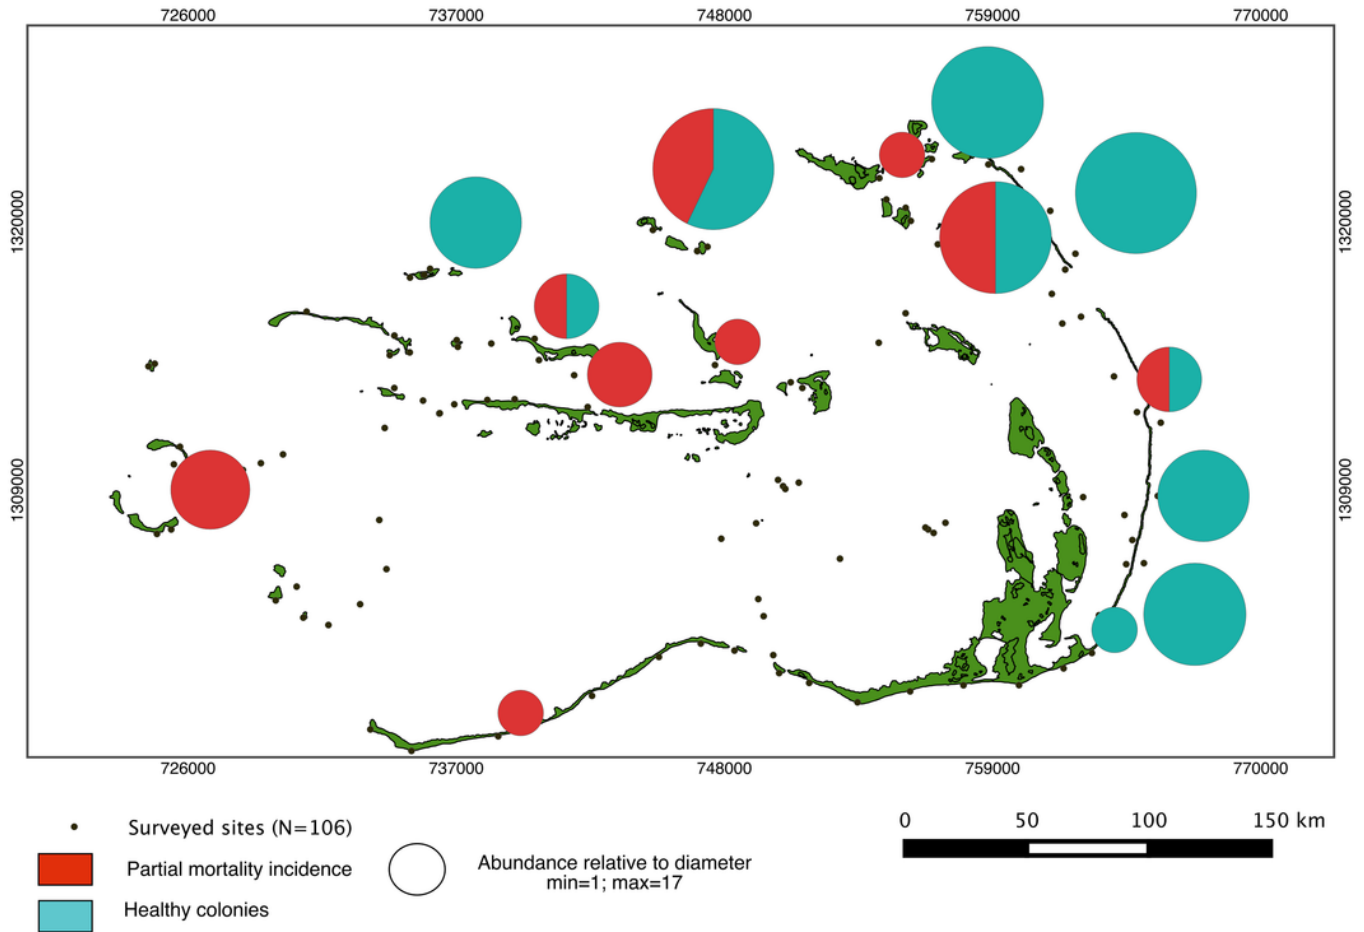 726000 737000 748000 759000 770000
1320000 1320000
1309000 1309000
726000 737000 748000 759000 770000
Surveyed sites (N=106)
Partial mortality incidence
Healthy colonies
Abundance relative to diameter
min=1; max=17
0 50 100 150 km